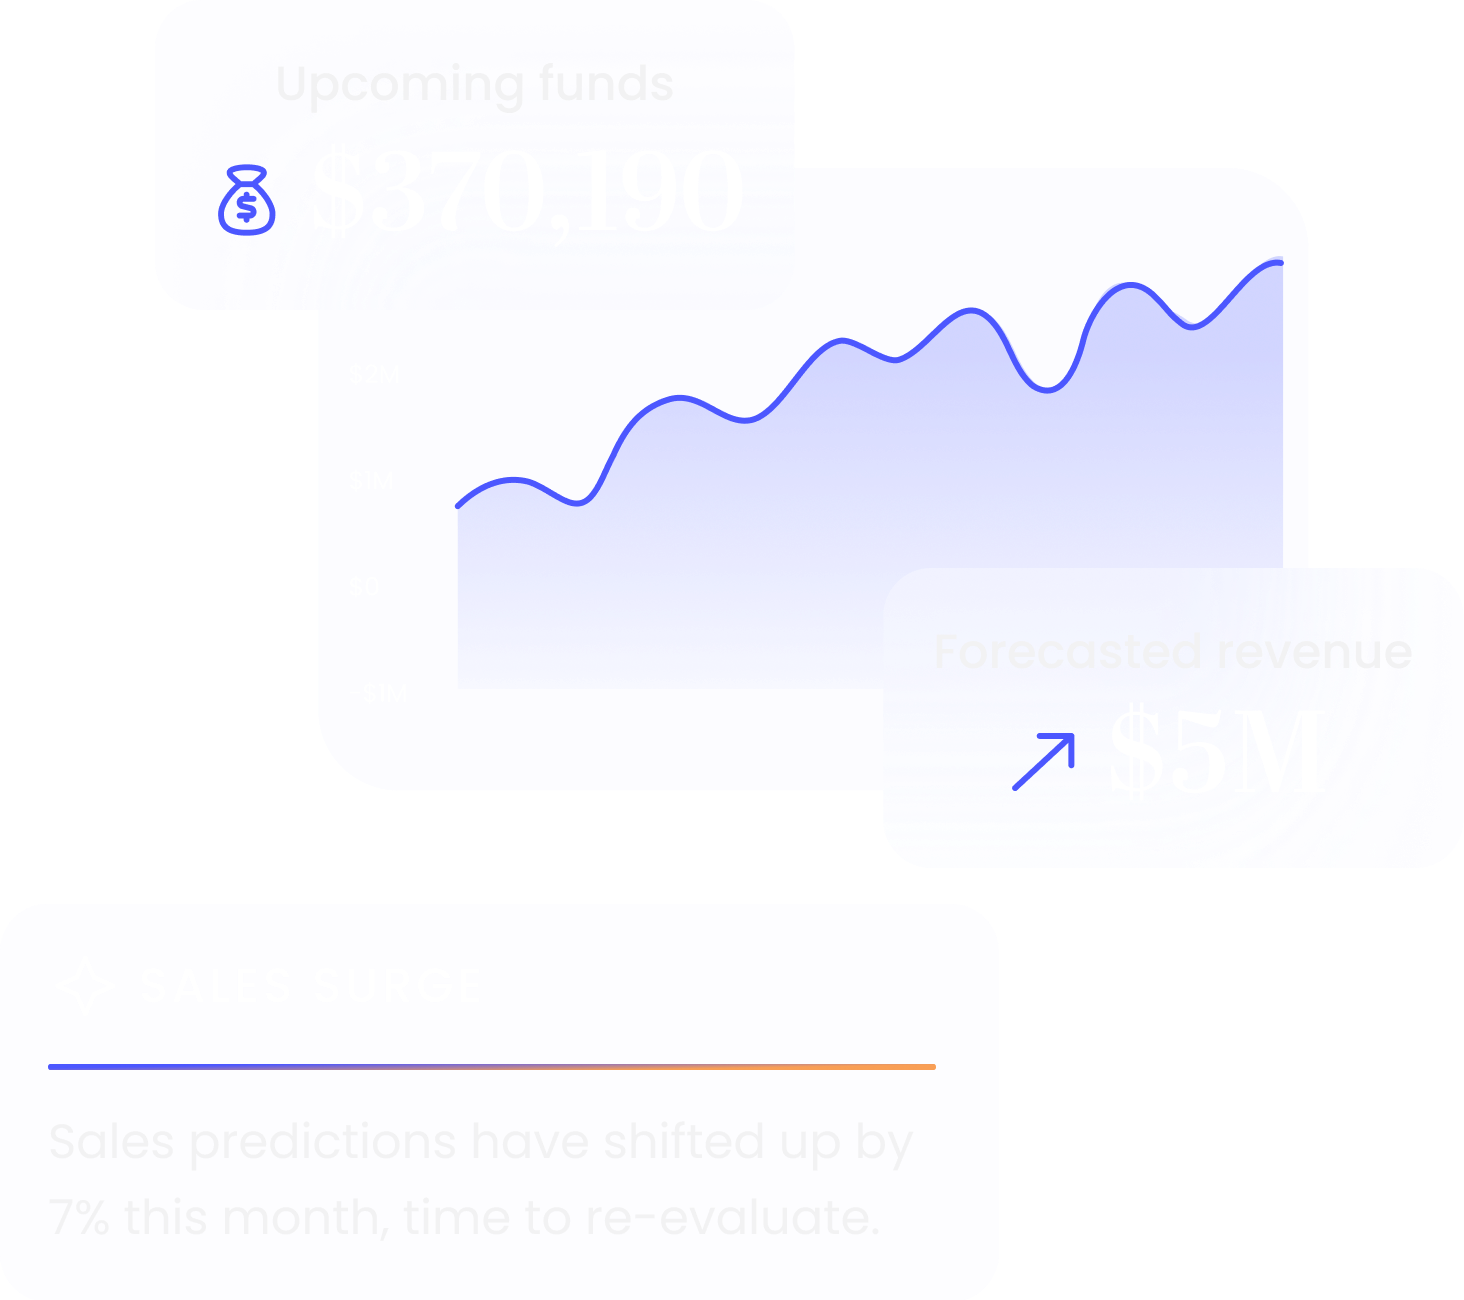 Upcoming funds
$370,190
$2M
$1M
$0
-$1M
Forecasted revenue
$5M
SALES SURGE
Sales predictions have shifted up by
7% this month, time to re-evaluate.